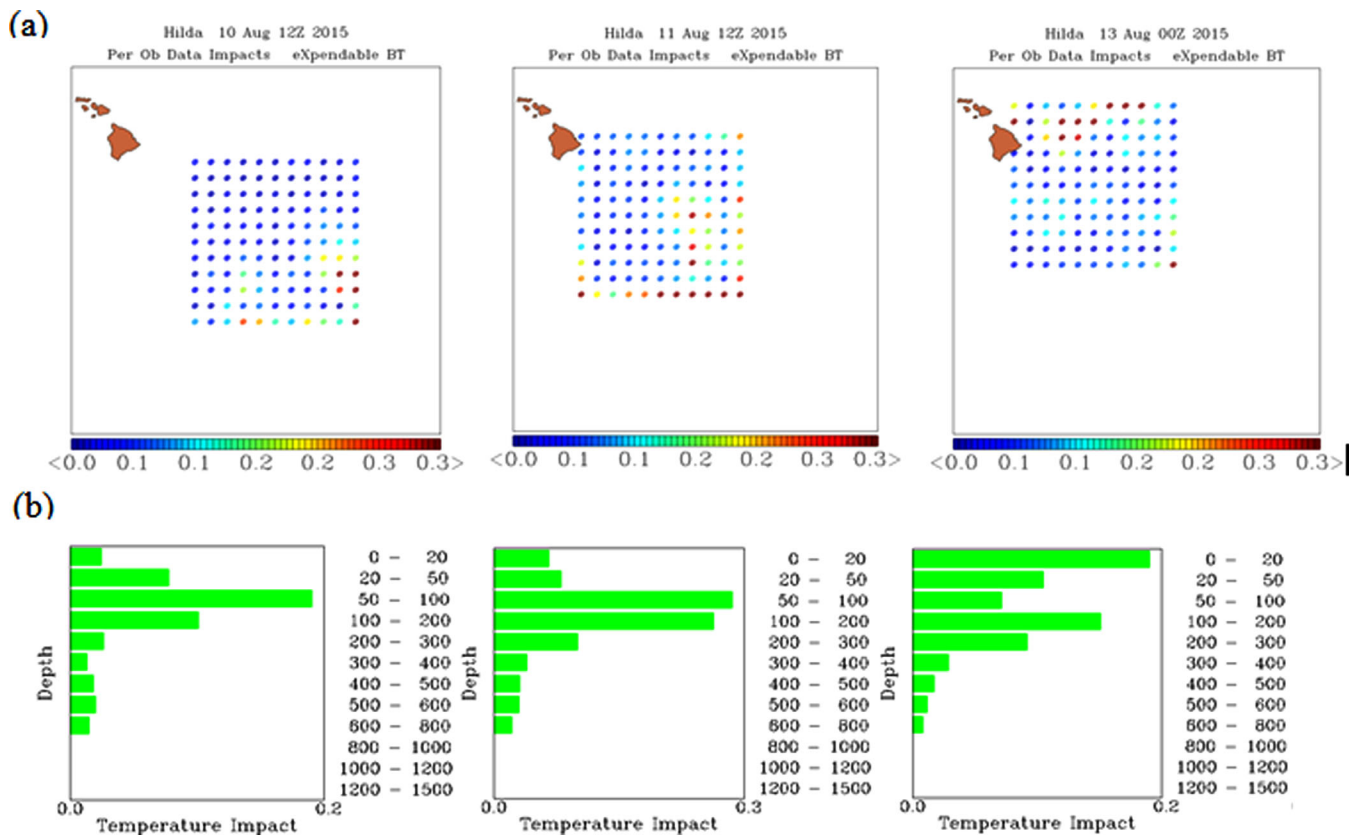 (a)
Hilda 10 Aug 12Z 2015
Per Ob Data Impacts eXpendable BT
<0.0 0.1 0.1 0.2 0.2 0.3 0.3>
Hilda 11 Aug 12Z 2015
Per Ob Data Impacts eXpendable BT
<0.0 0.1 0.1 0.2 0.2 0.3 0.3>
Hilda 13 Aug 00Z 2015
Per Ob Data Impacts eXpendable BT
<0.0 0.1 0.1 0.2 0.2 0.3 0.3>
(b)
Depth
0 – 20
20 – 50
50 – 100
100 – 200
200 – 300
300 – 400
400 – 500
500 – 600
600 – 800
800 – 1000
1000 – 1200
1200 – 1500
0.0 0.2
Temperature Impact
Depth
0 – 20
20 – 50
50 – 100
100 – 200
200 – 300
300 – 400
400 – 500
500 – 600
600 – 800
800 – 1000
1000 – 1200
1200 – 1500
0.0 0.3
Temperature Impact
Depth
0 – 20
20 – 50
50 – 100
100 – 200
200 – 300
300 – 400
400 – 500
500 – 600
600 – 800
800 – 1000
1000 – 1200
1200 – 1500
0.0 0.2
Temperature Impact